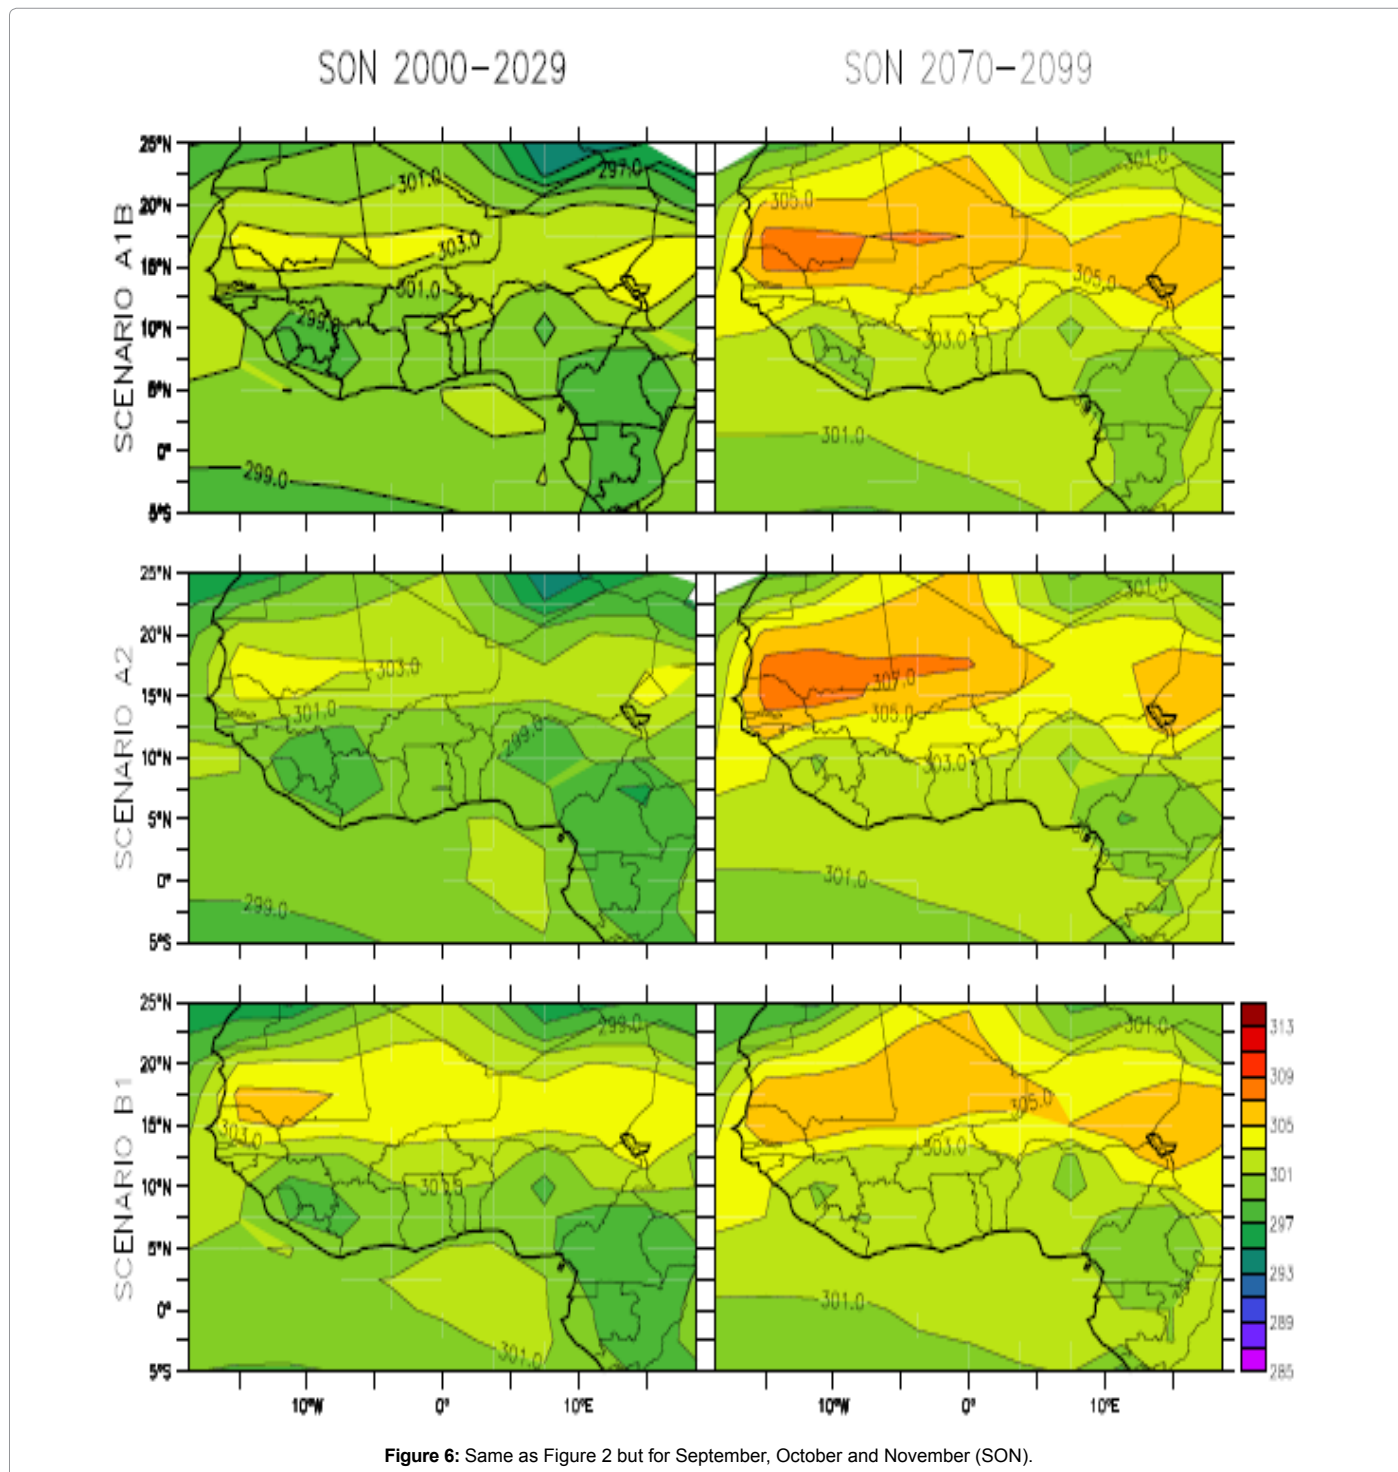 SON 2000-2029
SON 2070-2099
SCENARIO A1B
25°N
20°N
15°N
10°N
5°N
0°
5°S
301.0
297.0
303.0
301.0
299.0
299.0
301.0
305.0
305.0
303.0
301.0
SCENARIO A2
25°N
20°N
15°N
10°N
5°N
0°
5°S
303.0
301.0
299.0
299.0
301.0
307.0
305.0
303.0
301.0
SCENARIO B1
25°N
20°N
15°N
10°N
5°N
0°
5°S
299.0
303.0
301.0
301.0
305.0
303.0
301.0
313
309
305
301
297
293
289
285
10°W
0°
10°E
10°W
0°
10°E
Figure 6: Same as Figure 2 but for September, October and November (SON).